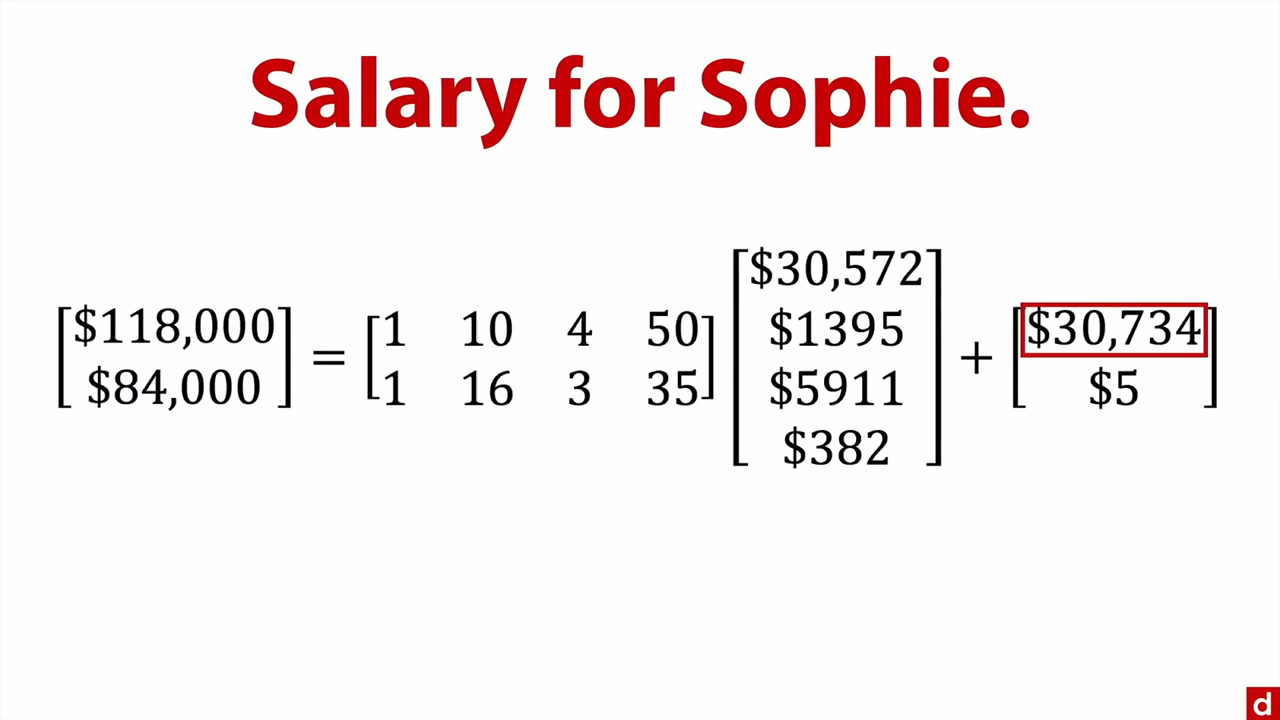 Salary for Sophie.
[$118,000
$84,000] = [1 10 4 50
1 16 3 35] [$30,572
$1395
$5911
$382] + [$30,734
$5]
d